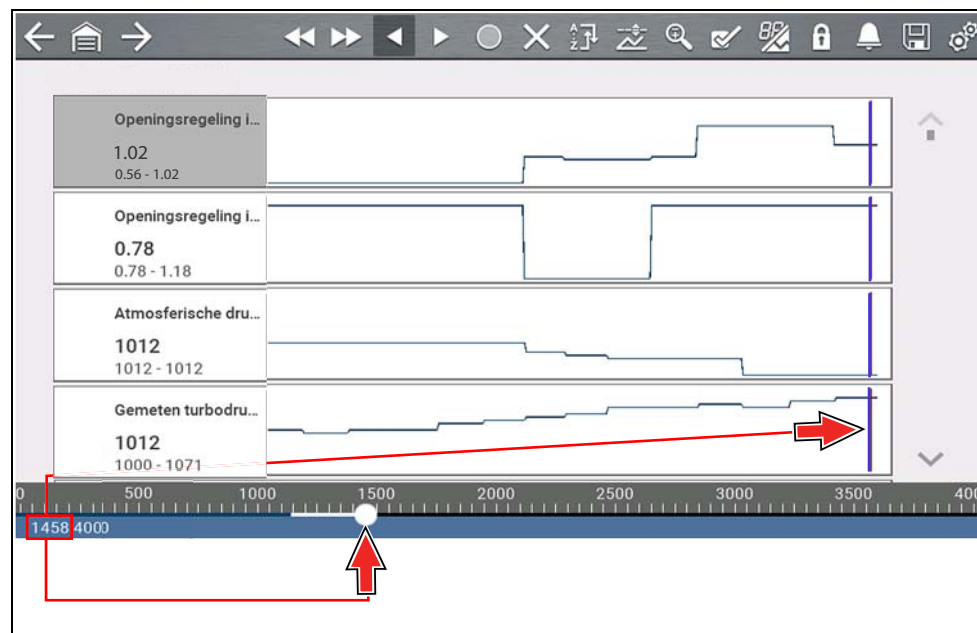 Openingsregeling i...
1.02
0.56 - 1.02
Openingsregeling i...
0.78
0.78 - 1.18
Atmosferische dru...
1012
1012 - 1012
Gemeten turbodru...
1012
1000 - 1071
0 500 1000 1500 2000 2500 3000 3500 400
1458 4000